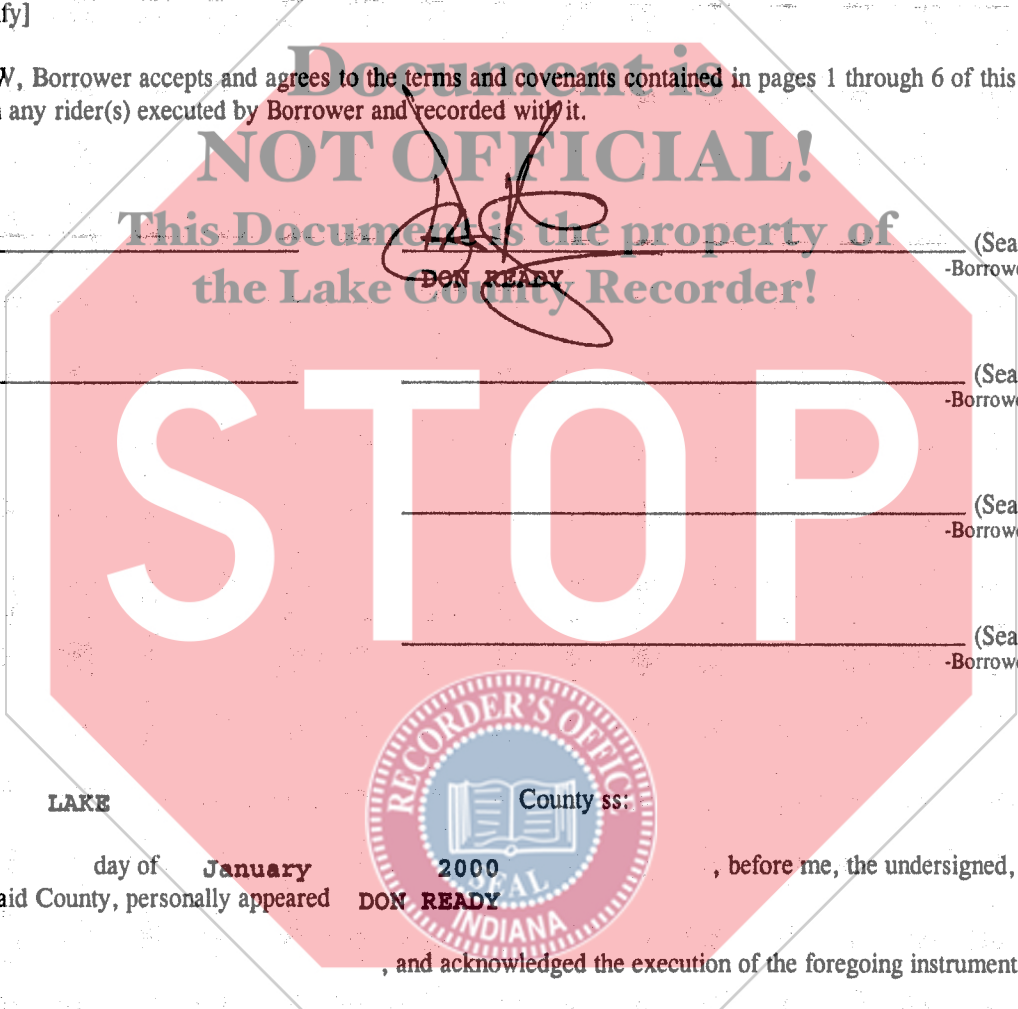 fy]
Document is
W, Borrower accepts and agrees to the terms and covenants contained in pages 1 through 6 of this
any rider(s) executed by Borrower and recorded with it.
NOT OFFICIAL!
This Document is the property of
(Sea
-Borrowe
DON READY
the Lake County Recorder!
STOP
(Sea
-Borrowe
(Sea
-Borrowe
(Sea
-Borrowe
RECORDER'S OFFICE
LAKE County ss:
day of January 2000 , before me, the undersigned,
SEAL
aid County, personally appeared DON READY
INDIANA
, and acknowledged the execution of the foregoing instrument